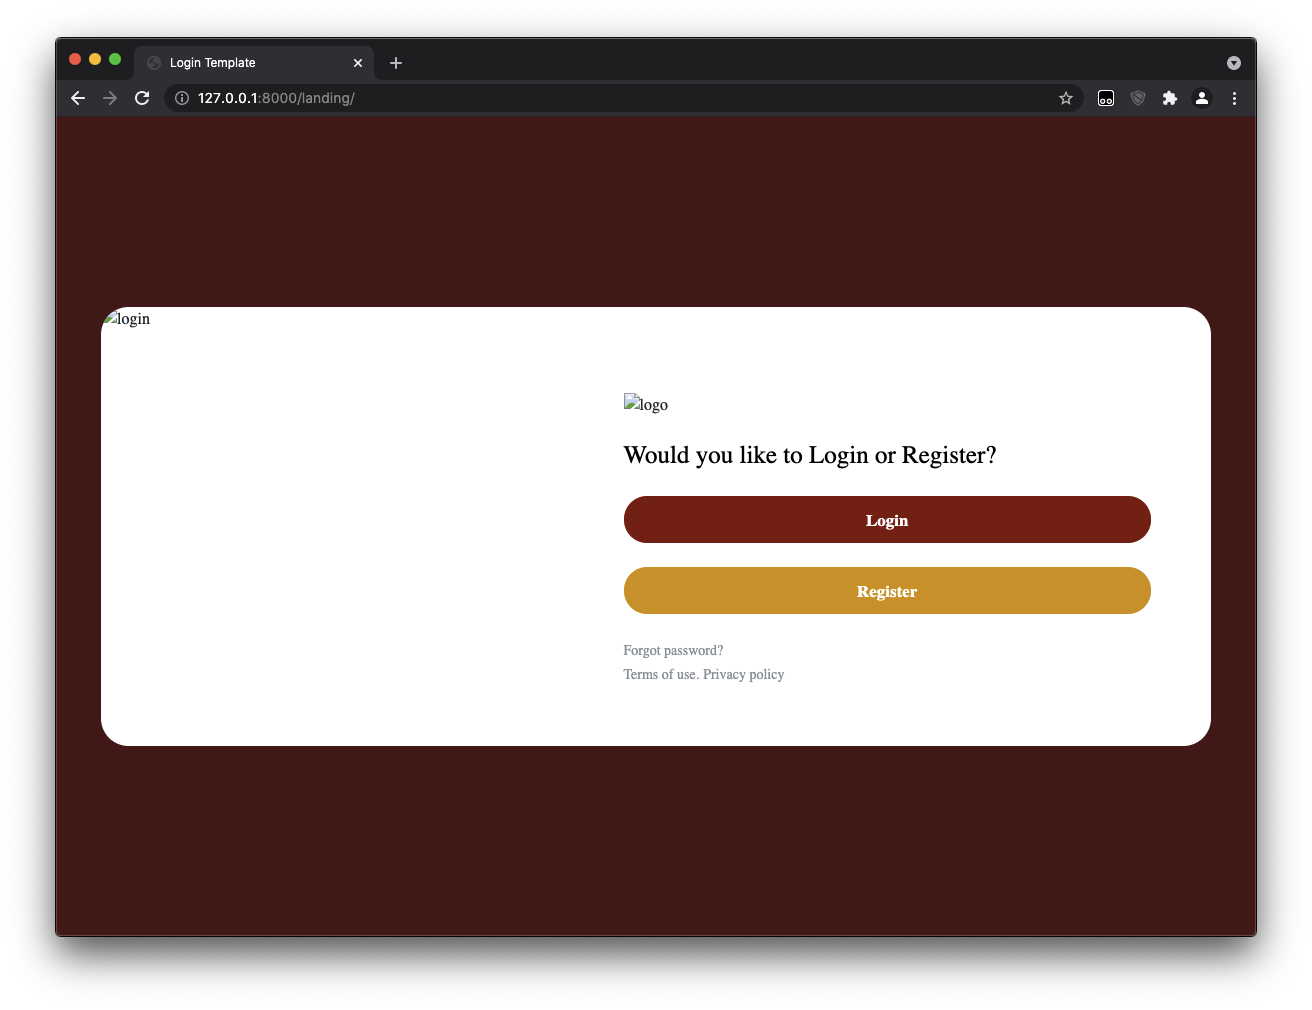 Login Template
127.0.0.1:8000/landing/
login
logo
Would you like to Login or Register?
Login
Register
Forgot password?
Terms of use. Privacy policy